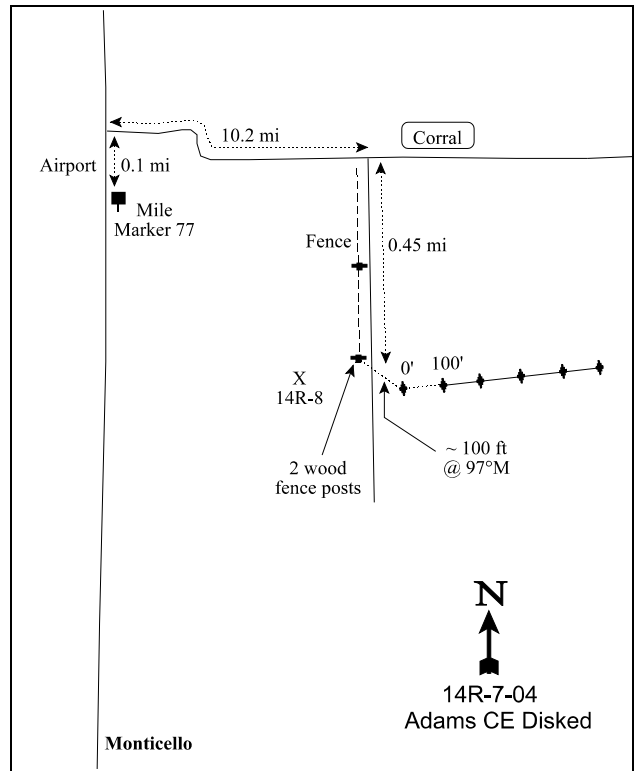 10.2 mi
Corral
Airport
0.1 mi
Mile
Marker 77
Fence
0.45 mi
0'
100'
X
14R-8
~ 100 ft
@ 97°M
2 wood
fence posts
N
14R-7-04
Adams CE Disked
Monticello